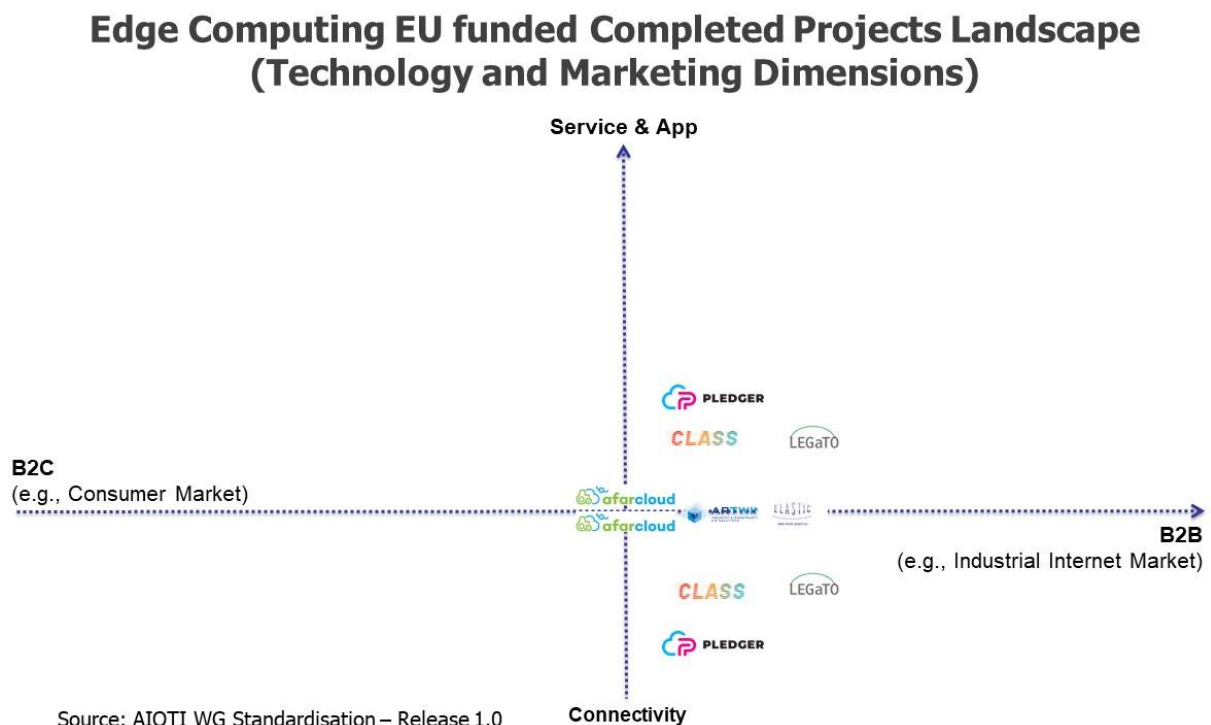 Edge Computing EU funded Completed Projects Landscape
(Technology and Marketing Dimensions)
Service & App
PLEDGER
CLASS
LEGaTO
B2C
(e.g., Consumer Market)
afarcloud
afarcloud
ELASTIC
B2B
(e.g., Industrial Internet Market)
CLASS
LEGaTO
PLEDGER
Source: AIOTI WG Standardisation – Release 1.0
Connectivity